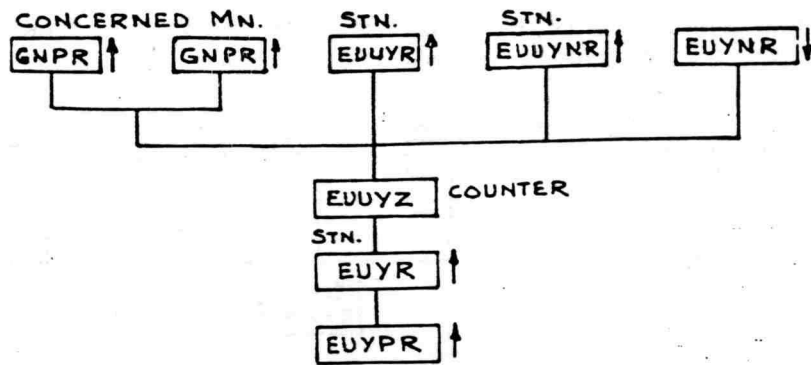 CONCERNED MN.
STN.
STN.
GNPR
GNPR
EUUYR
EUUYNR
EUYNR
EUUYZ COUNTER
STN.
EUYR
EUYPR